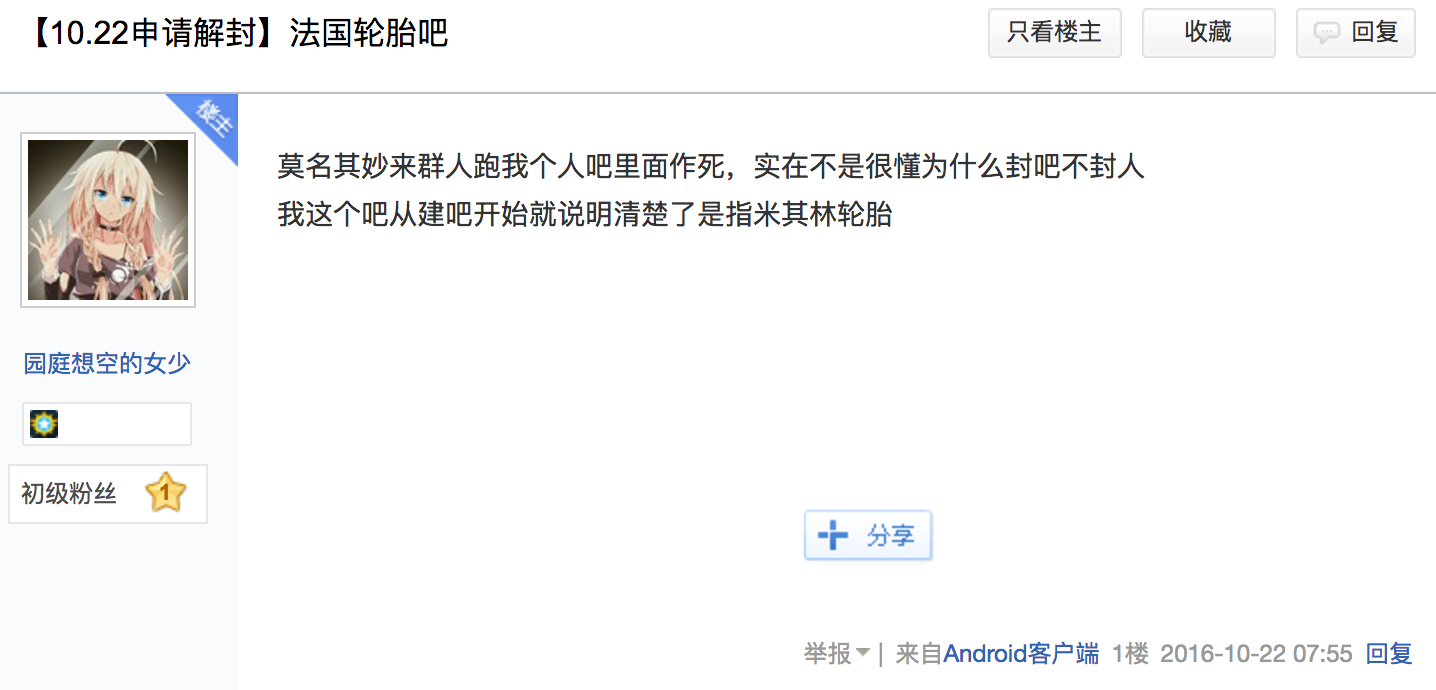 【10.22申请解封】法国轮胎吧
只看楼主
收藏
回复
楼主
莫名其妙来群人跑我个人吧里面作死，实在不是很懂为什么封吧不封人
我这个吧从建吧开始就说明清楚了是指米其林轮胎
园庭想空的女少
初级粉丝 1
分享
举报 | 来自Android客户端 1楼 2016-10-22 07:55 回复